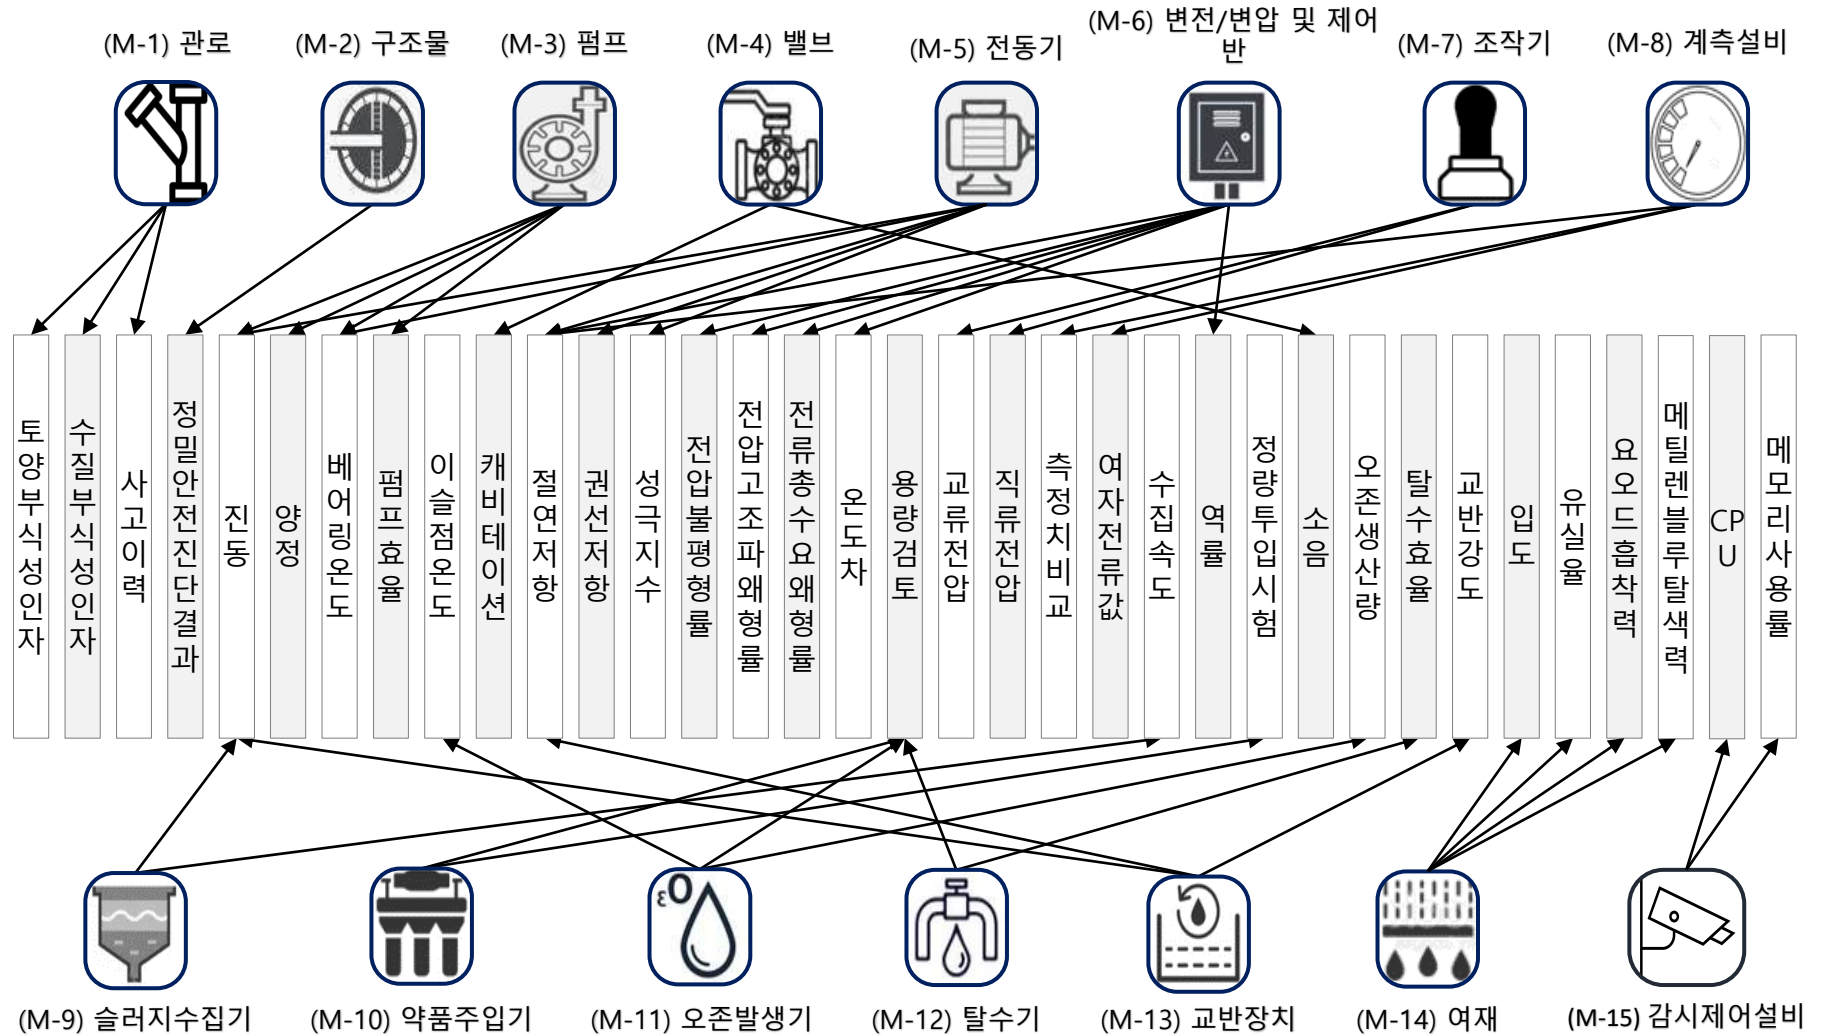 (M-1) 관로
(M-2) 구조물
(M-3) 펌프
(M-4) 밸브
(M-5) 전동기
(M-6) 변전/변압 및 제어
반
(M-7) 조작기
(M-8) 계측설비
토양부식성인자
수질부식성인자
사고이력
정밀안전진단결과
진동
양정
베어링온도
펌프효율
이슬점온도
캐비테이션
절연저항
권선저항
성극지수
전압불평형률
전압고조파왜형률
전류총수요왜형률
온도차
용량검토
교류전압
직류전압
측정치비교
여자전류값
수집속도
역률
정량투입시험
소음
오존생산량
탈수효율
교반강도
입도
유실율
요오드흡착력
메틸렌블루탈색력
CP
U
메모리사용률
ε
O
(M-9) 슬러지수집기
(M-10) 약품주입기
(M-11) 오존발생기
(M-12) 탈수기
(M-13) 교반장치
(M-14) 여재
(M-15) 감시제어설비